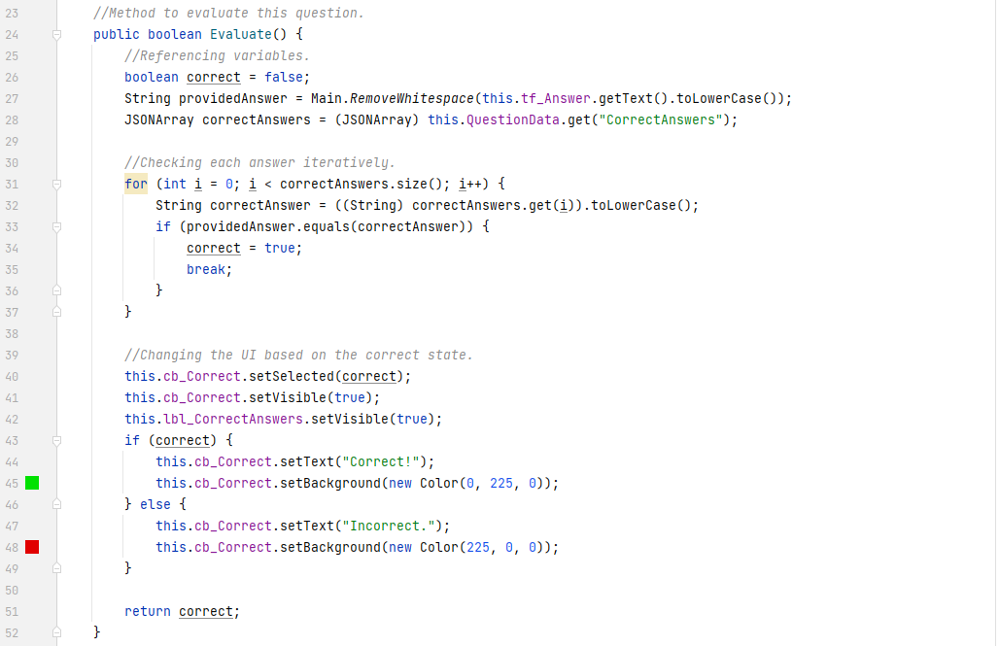 23 //Method to evaluate this question.
24 public boolean Evaluate() {
25 //Referencing variables.
26 boolean correct = false;
27 String providedAnswer = Main.RemoveWhitespace(this.tf_Answer.getText().toLowerCase());
28 JSONArray correctAnswers = (JSONArray) this.QuestionData.get("CorrectAnswers");
29
30 //Checking each answer iteratively.
31 for (int i = 0; i < correctAnswers.size(); i++) {
32 String correctAnswer = ((String) correctAnswers.get(i)).toLowerCase();
33 if (providedAnswer.equals(correctAnswer)) {
34 correct = true;
35 break;
36 }
37 }
38
39 //Changing the UI based on the correct state.
40 this.cb_Correct.setSelected(correct);
41 this.cb_Correct.setVisible(true);
42 this.lbl_CorrectAnswers.setVisible(true);
43 if (correct) {
44 this.cb_Correct.setText("Correct!");
45 this.cb_Correct.setBackground(new Color(0, 225, 0));
46 } else {
47 this.cb_Correct.setText("Incorrect.");
48 this.cb_Correct.setBackground(new Color(225, 0, 0));
49 }
50
51 return correct;
52 }